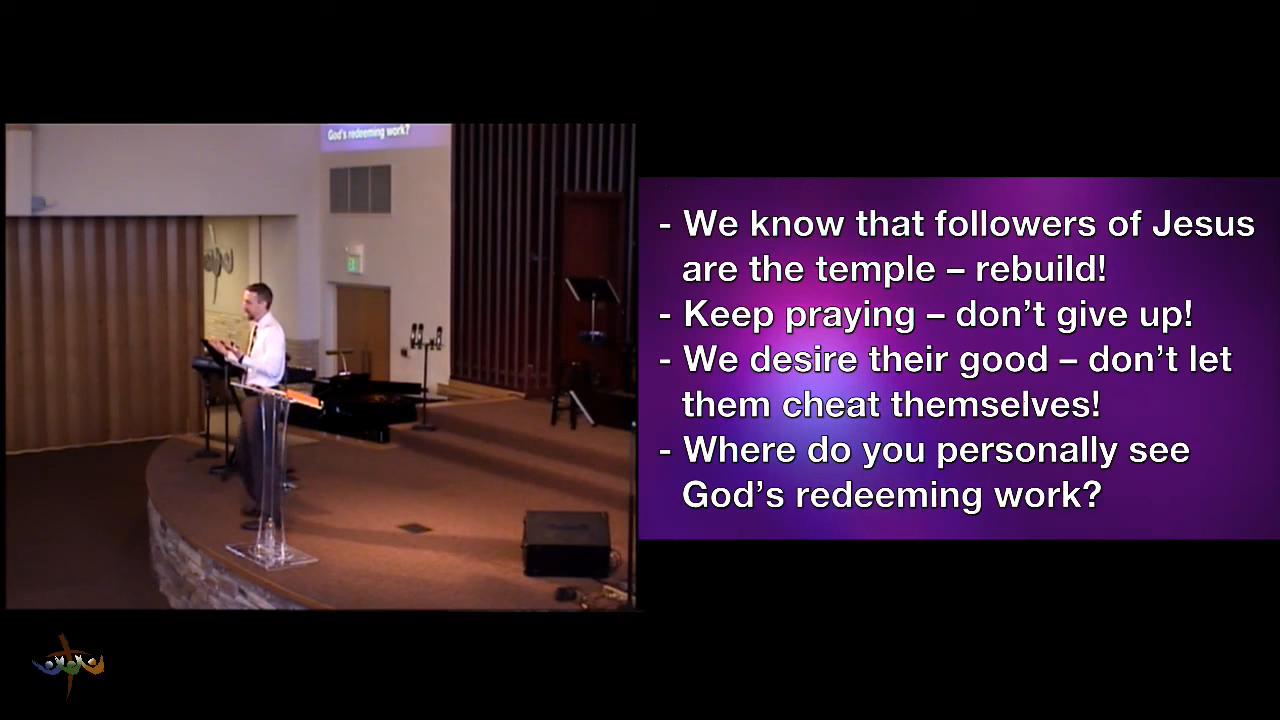 God's redeeming work?
- We know that followers of Jesus
are the temple – rebuild!
- Keep praying – don't give up!
- We desire their good – don't let
them cheat themselves!
- Where do you personally see
God's redeeming work?